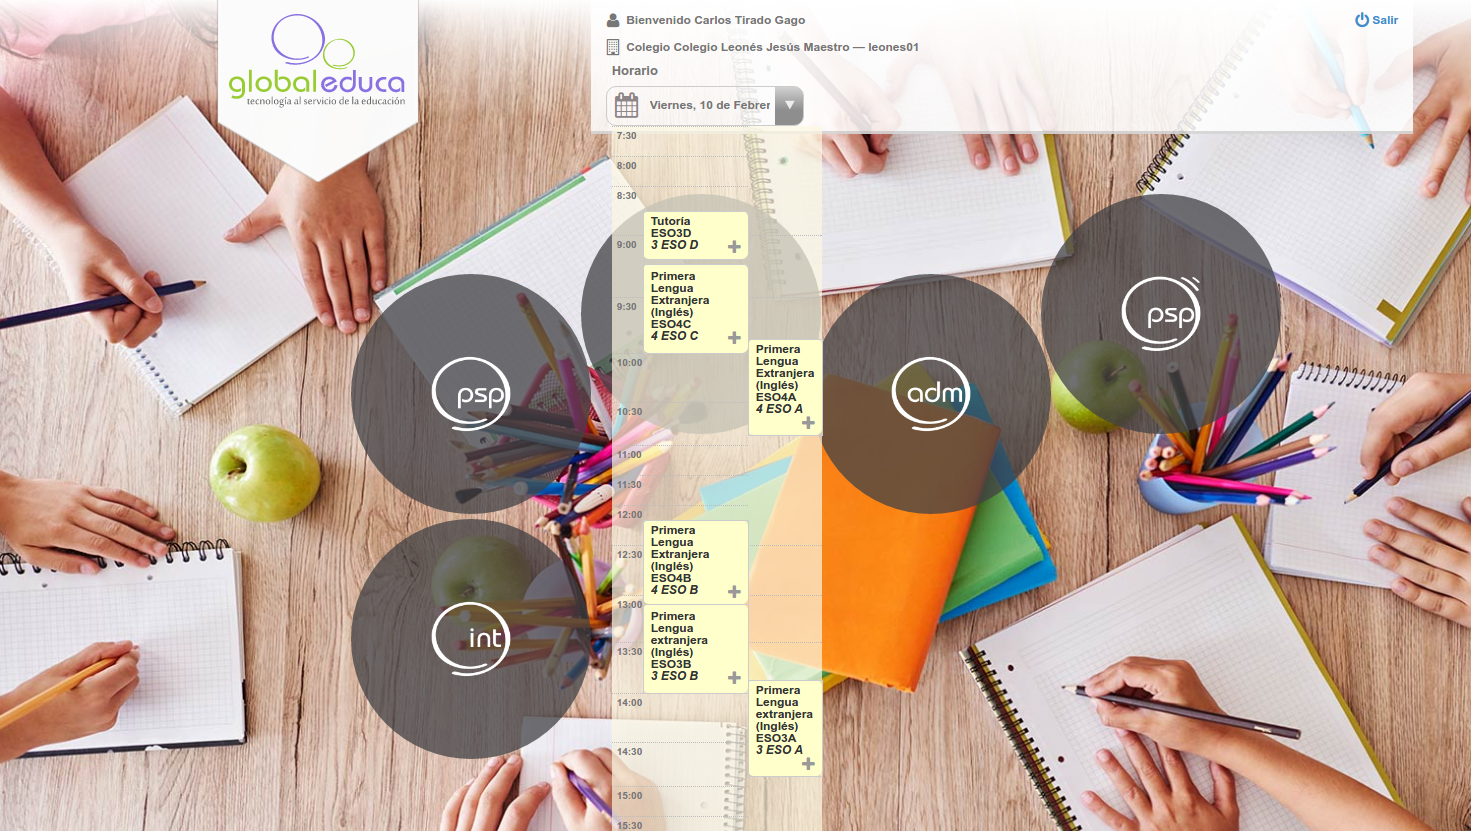 globaleduca
tecnología al servicio de la educación
Bienvenido Carlos Tirado Gago
Salir
Colegio Colegio Leonés Jesús Maestro — leones01
Horario
Viernes, 10 de Febrer
7:30
8:00
8:30
Tutoría
ESO3D
3 ESO D
9:00
Primera
Lengua
Extranjera
(Inglés)
ESO4C
4 ESO C
9:30
10:00
Primera
Lengua
Extranjera
(Inglés)
ESO4A
4 ESO A
10:30
11:00
11:30
12:00
Primera
Lengua
Extranjera
(Inglés)
ESO4B
4 ESO B
12:30
13:00
Primera
Lengua
extranjera
(Inglés)
ESO3B
3 ESO B
13:30
Primera
Lengua
extranjera
(Inglés)
ESO3A
3 ESO A
14:00
14:30
15:00
15:30
psp
int
adm
psp